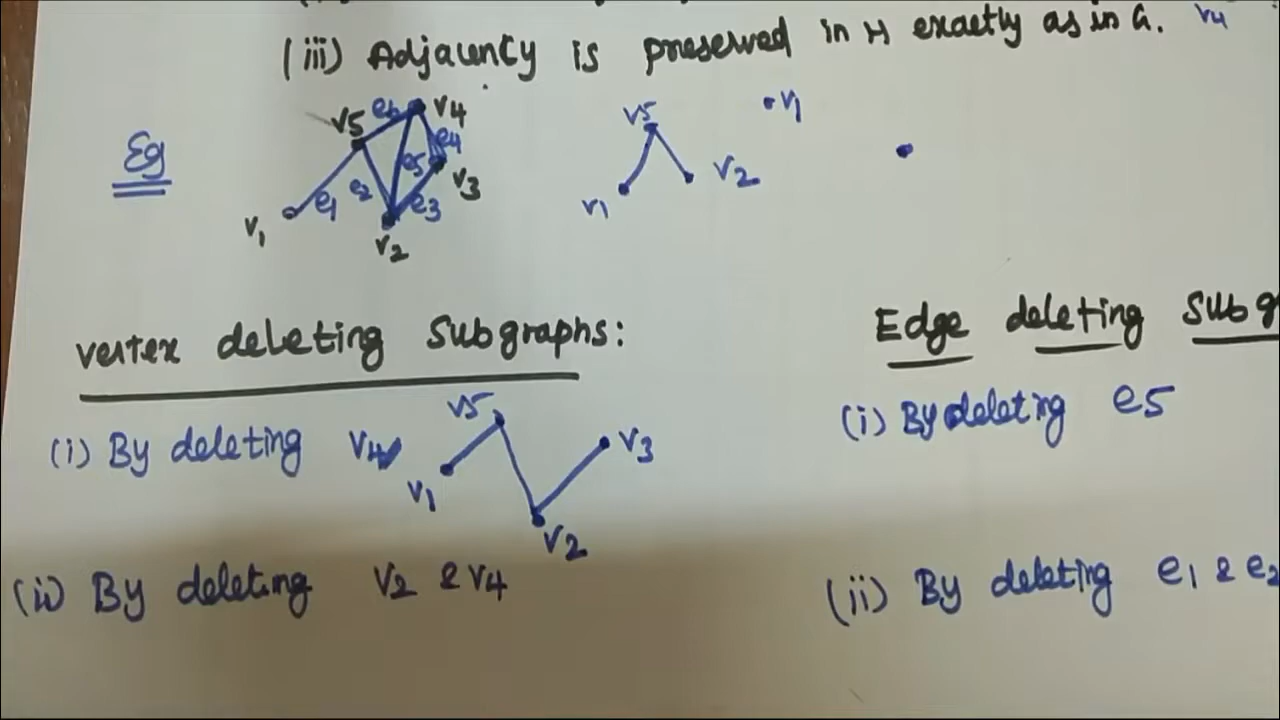 (iii) Adjacency is preserved in H exactly as in G. v4
Eg
v5 e6 v4
e4
e5
v3
e2
e1 e3
v1
v2
v5
v1 v2
v1
Vertex deleting Subgraphs:
(i) By deleting v4
v5
v3
v1
v2
(ii) By deleting v2 & v4
Edge deleting Subg
(i) By deleting e5
(ii) By deleting e1 & e2